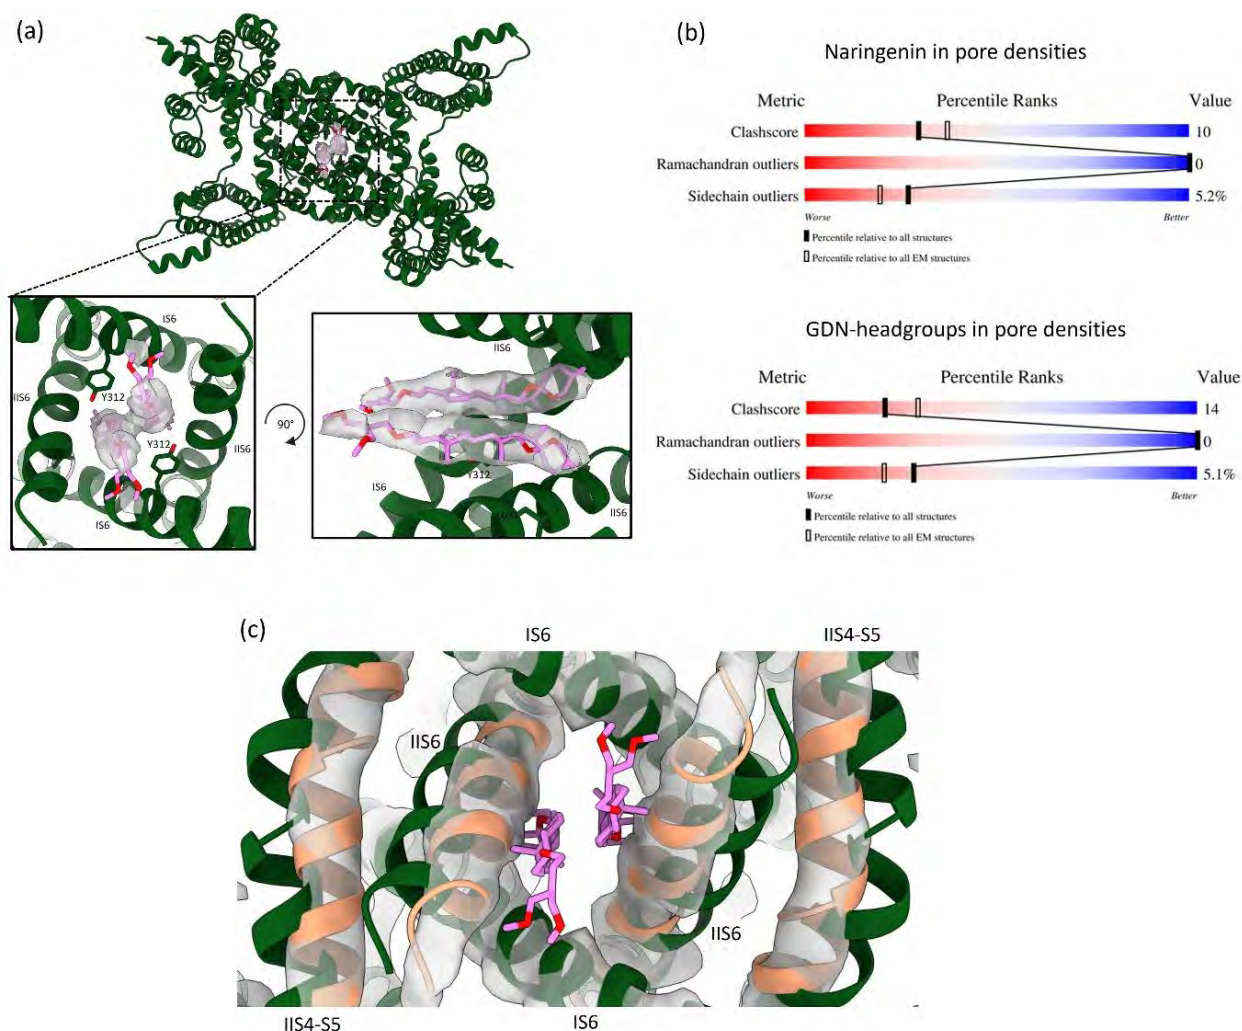 (a)
IS6
IIS6
Y312
Y312
IIS6
IS6
90°
IIS6
Y312
IS6
IIS6
(b)
Naringenin in pore densities
Metric Percentile Ranks Value
Clashscore 10
Ramachandran outliers 0
Sidechain outliers 5.2%
Worse Better
Percentile relative to all structures
Percentile relative to all EM structures
GDN-headgroups in pore densities
Metric Percentile Ranks Value
Clashscore 14
Ramachandran outliers 0
Sidechain outliers 5.1%
Worse Better
Percentile relative to all structures
Percentile relative to all EM structures
(c)
IS6 IIS4-S5
IIS6
IIS6
IIS4-S5 IS6